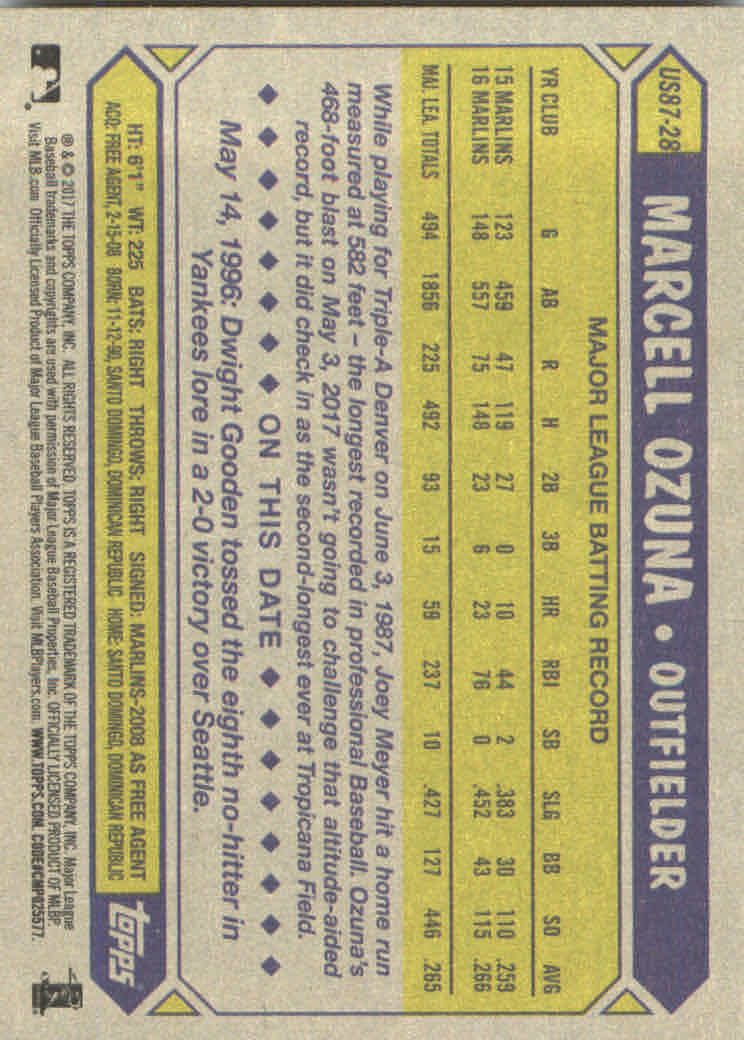 US87-28
MARCELL OZUNA • OUTFIELDER
MAJOR LEAGUE BATTING RECORD
YR CLUB G AB R H 2B 3B HR RBI SB SLG BB SO AVG
15 MARLINS 123 459 47 119 27 0 10 44 2 .383 30 110 .259
16 MARLINS 148 557 75 148 23 6 23 76 0 .452 43 115 .266
MAJ. LEA. TOTALS 494 1856 225 492 93 15 59 237 10 .427 127 446 .265
While playing for Triple-A Denver on June 3, 1987, Joey Meyer hit a home run
measured at 582 feet – the longest recorded in professional Baseball. Ozuna's
468-foot blast on May 3, 2017 wasn't going to challenge that altitude-aided
record, but it did check in as the second-longest ever at Tropicana Field.
ON THIS DATE
May 14, 1996: Dwight Gooden tossed the eighth no-hitter in
Yankees lore in a 2-0 victory over Seattle.
HT: 6'1" WT: 225 BATS: RIGHT THROWS: RIGHT SIGNED: MARLINS-2008 AS FREE AGENT
ACQ: FREE AGENT, 2-15-08 BORN: 11-12-90, SANTO DOMINGO, DOMINICAN REPUBLIC HOME: SANTO DOMINGO, DOMINICAN REPUBLIC
topps
® & © 2017 THE TOPPS COMPANY, INC. ALL RIGHTS RESERVED. TOPPS IS A REGISTERED TRADEMARK OF THE TOPPS COMPANY, INC. Major League
Baseball trademarks and copyrights are used with permission of Major League Baseball Properties, Inc. OFFICIALLY LICENSED PRODUCT OF MLBP.
Visit MLB.com Officially Licensed Product of Major League Baseball Players Association. Visit MLBPlayers.com. WWW.TOPPS.COM. CODE#CMP025577.